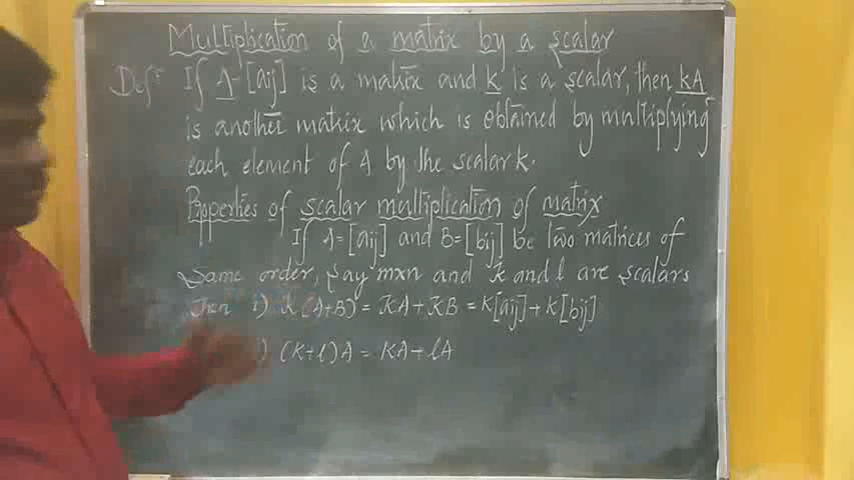 Multiplication of a matrix by a scalar
Defn: If A=[aij] is a matrix and k is a scalar, then kA
is another matrix which is obtained by multiplying
each element of A by the scalar k.
Properties of scalar multiplication of matrix
If A=[aij] and B=[bij] be two matrices of
same order, say mxn and k and l are scalars
Then i) K(A+B) = KA+KB = K[aij]+K[bij]
) (K+l)A = KA+lA